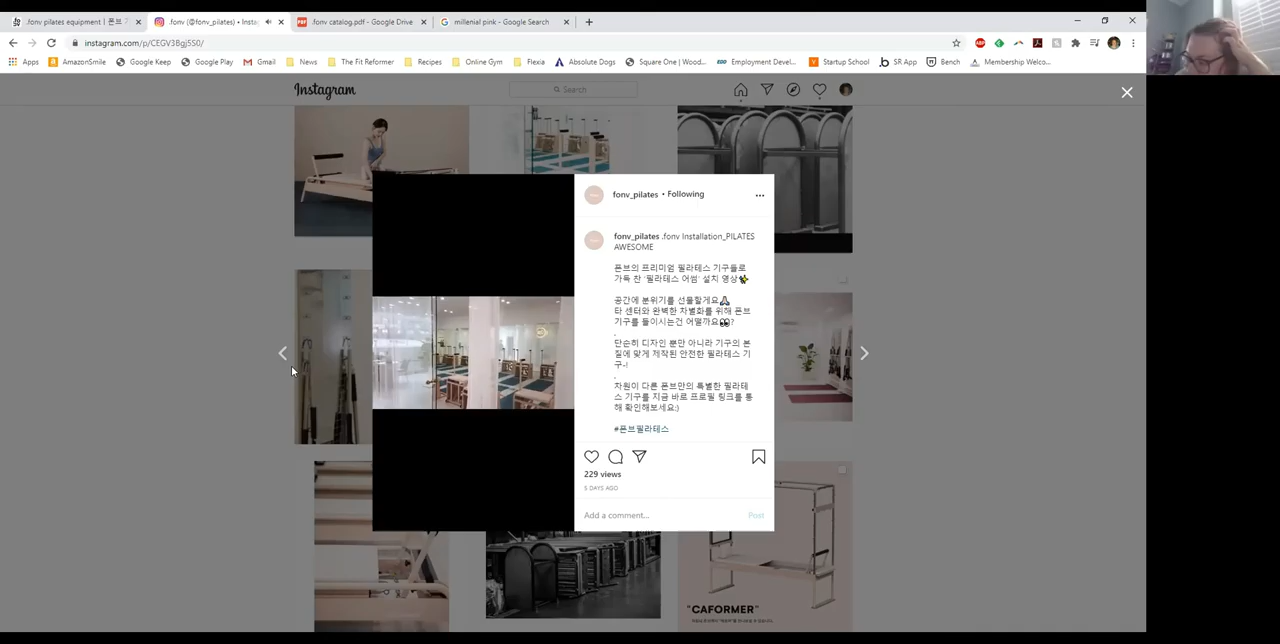 .fonv pilates equipment | 폰브
.fonv (@fonv_pilates) • Insta
.fonv catalog.pdf - Google Drive
millenial pink - Google Search
instagram.com/p/CEGV3Bgj5S0/
Apps
AmazonSmile
Google Keep
Google Play
Gmail
News
The Fit Reformer
Recipes
Online Gym
Flexia
Absolute Dogs
Square One | Wood...
Employment Devel...
Startup School
SR App
Bench
Membership Welco...
Instagram
Search
fonv_pilates • Following
fonv_pilates .fonv Installation_PILATES
AWESOME
폰브의 프리미엄 필라테스 기구들로
가득 찬 '필라테스 어썸' 설치 영상
공간에 분위기를 선물할게요
타 센터와 완벽한 차별화를 위해 폰브
기구를 들이시는건 어떨까요?
.
단순히 디자인 뿐만 아니라 기구의 본
질에 맞게 제작된 안전한 필라테스 기
구-!
.
차원이 다른 폰브만의 특별한 필라테
스 기구를 지금 바로 프로필 링크를 통
해 확인해보세요:)
#폰브필라테스
229 views
5 DAYS AGO
Add a comment...
Post
"CAFORMER"